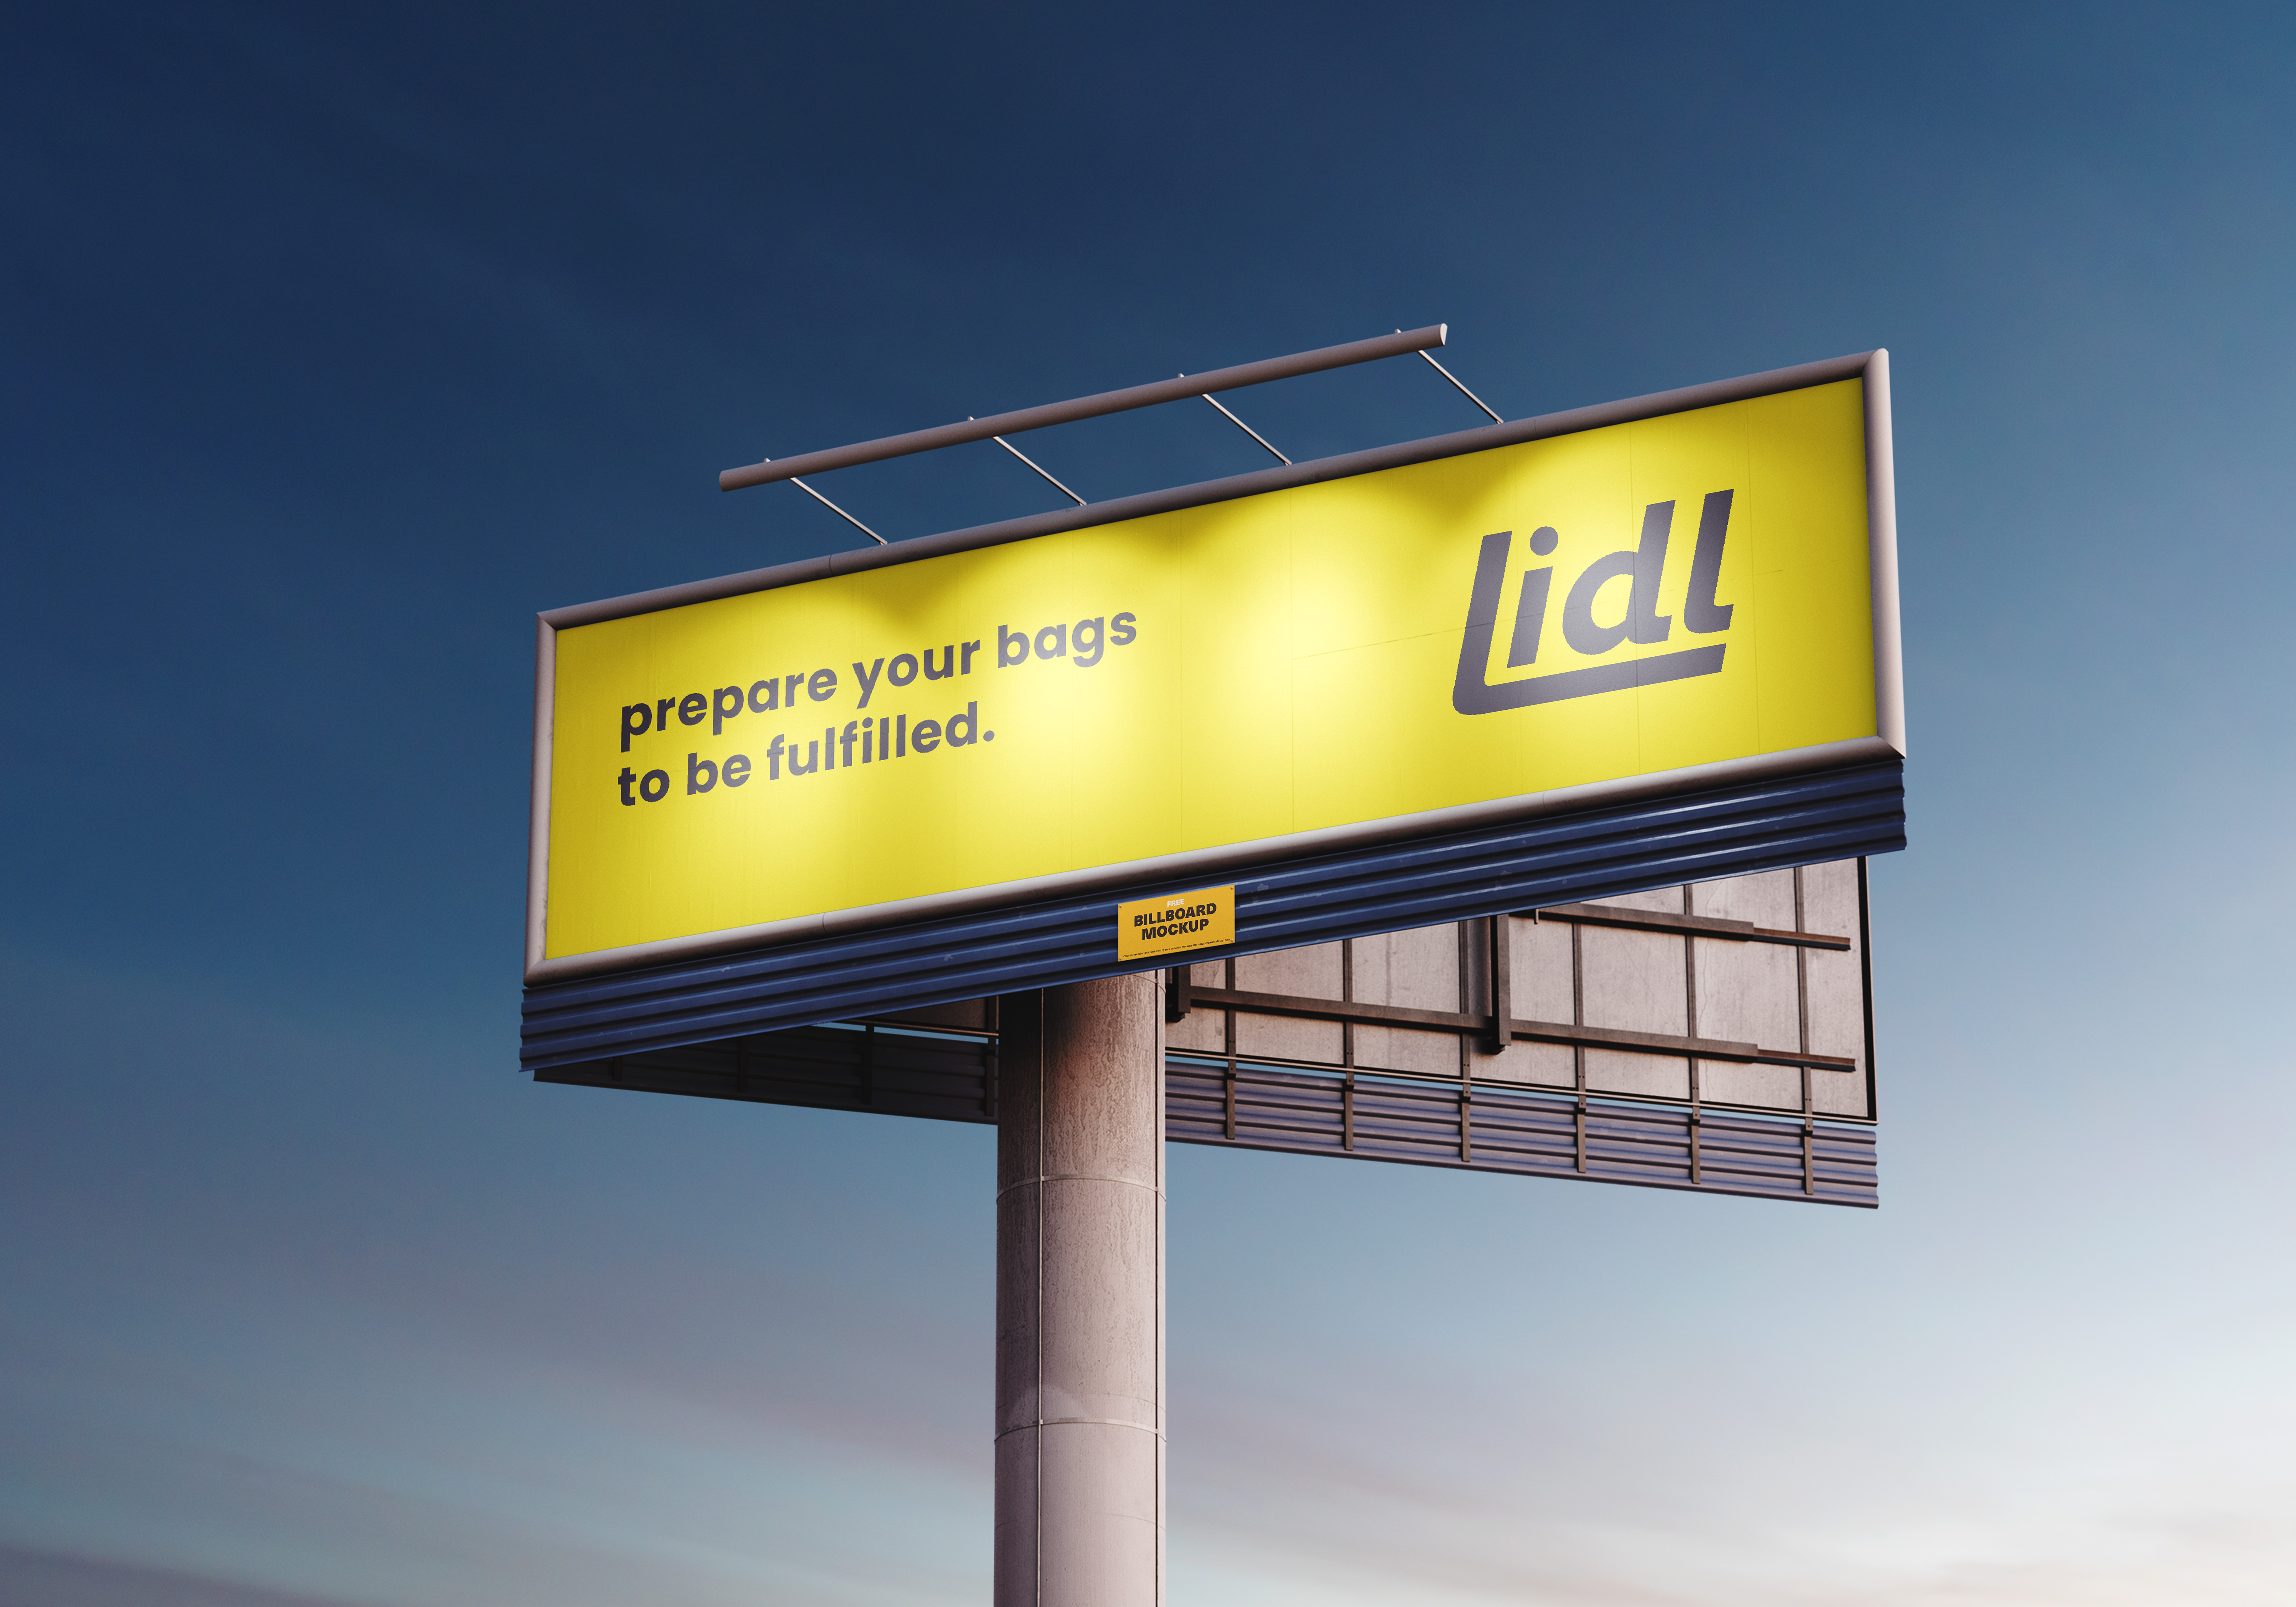 prepare your bags
to be fulfilled.
lidl
FREE
BILLBOARD
MOCKUP